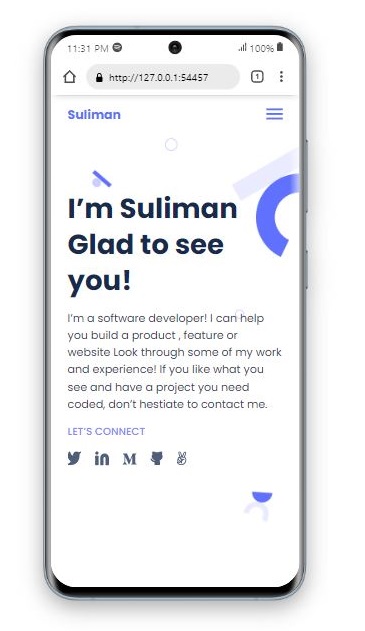 11:31 PM
100%
http://127.0.0.1:54457
1
Suliman
I'm Suliman
Glad to see
you!
I'm a software developer! I can help
you build a product , feature or
website Look through some of my work
and experience! If you like what you
see and have a project you need
coded, don't hestiate to contact me.
LET'S CONNECT